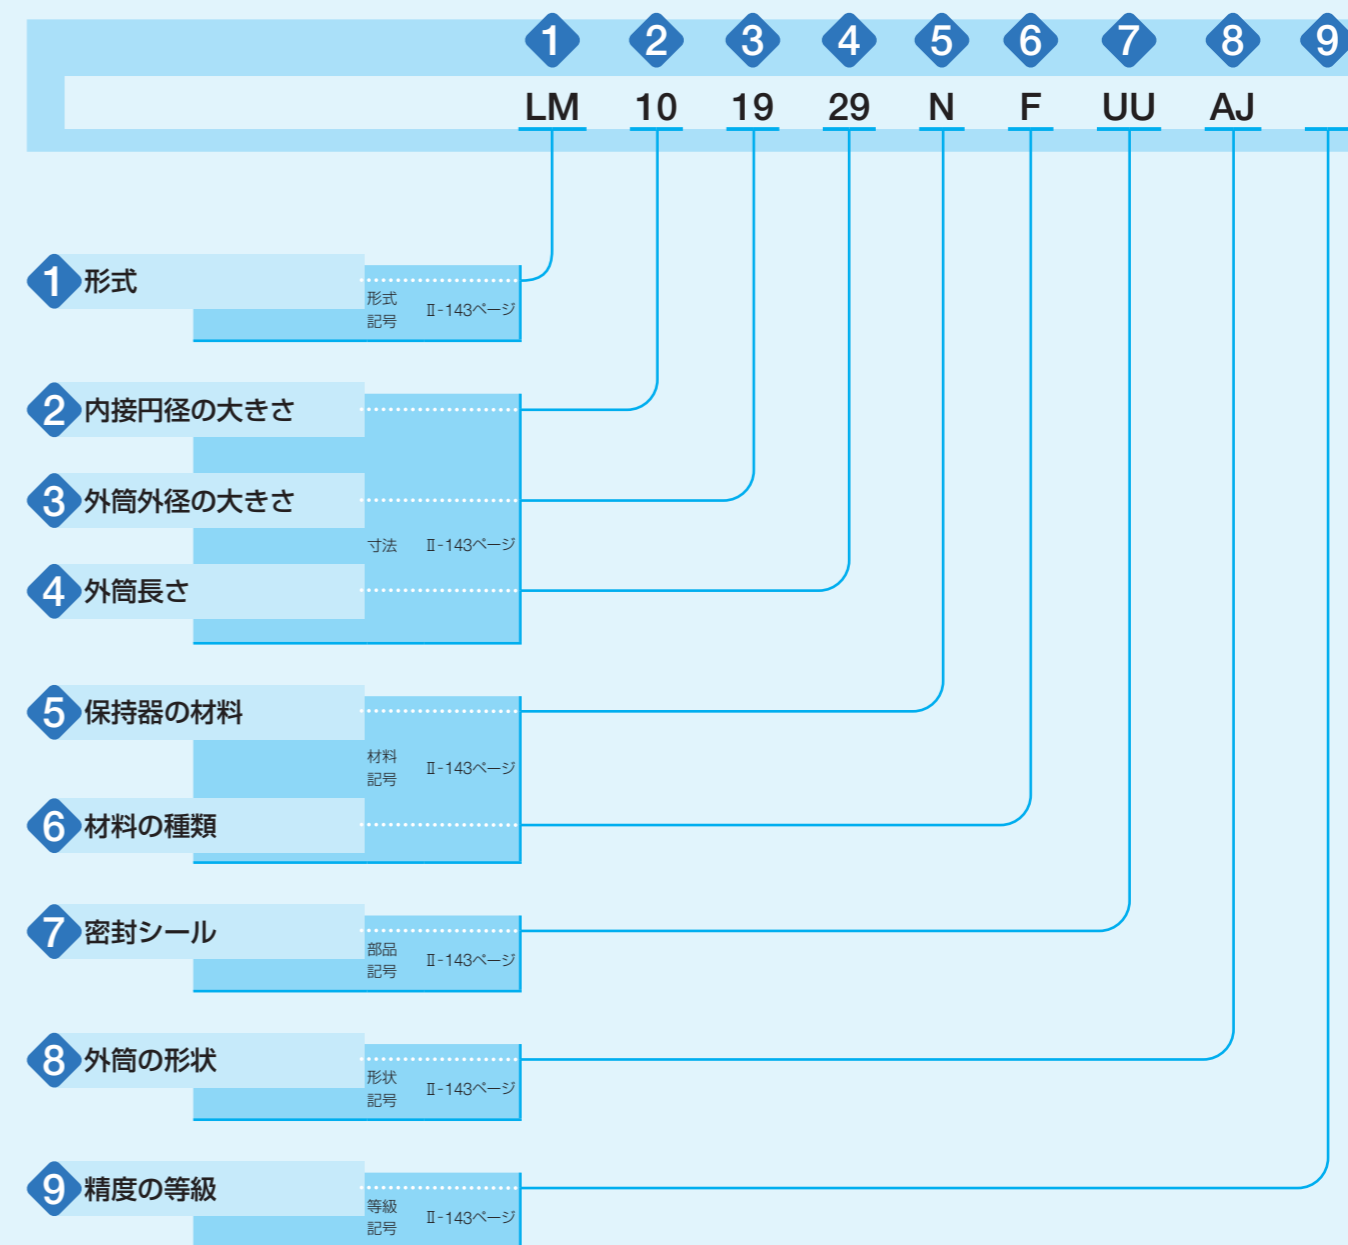 1 2 3 4 5 6 7 8 9
LM 10 19 29 N F UU AJ
1 形式
形式
記号 Ⅱ-143ページ
2 内接円径の大きさ
3 外筒外径の大きさ
寸法 Ⅱ-143ページ
4 外筒長さ
5 保持器の材料
材料
記号 Ⅱ-143ページ
6 材料の種類
7 密封シール
部品
記号 Ⅱ-143ページ
8 外筒の形状
形状
記号 Ⅱ-143ページ
9 精度の等級
等級
記号 Ⅱ-143ページ